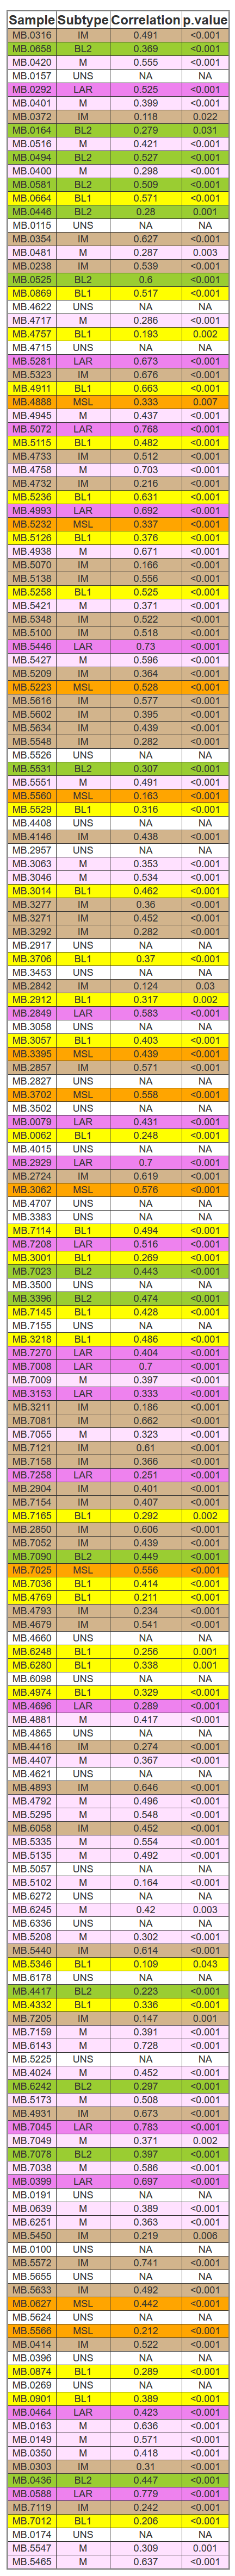 Sample Subtype Correlation p.value
MB.0316 IM 0.491 <0.001
MB.0658 BL2 0.369 <0.001
MB.0420 M 0.555 <0.001
MB.0157 UNS NA NA
MB.0292 LAR 0.525 <0.001
MB.0401 M 0.399 <0.001
MB.0372 IM 0.118 0.022
MB.0164 BL2 0.279 0.031
MB.0516 M 0.421 <0.001
MB.0494 BL2 0.527 <0.001
MB.0400 M 0.298 <0.001
MB.0581 BL2 0.509 <0.001
MB.0664 BL1 0.571 <0.001
MB.0446 BL2 0.28 0.001
MB.0115 UNS NA NA
MB.0354 IM 0.627 <0.001
MB.0481 M 0.287 0.003
MB.0238 IM 0.539 <0.001
MB.0525 BL2 0.6 <0.001
MB.0869 BL1 0.517 <0.001
MB.4622 UNS NA NA
MB.4717 M 0.286 <0.001
MB.4757 BL1 0.193 0.002
MB.4715 UNS NA NA
MB.5281 LAR 0.673 <0.001
MB.5323 IM 0.676 <0.001
MB.4911 BL1 0.663 <0.001
MB.4888 MSL 0.333 0.007
MB.4945 M 0.437 <0.001
MB.5072 LAR 0.768 <0.001
MB.5115 BL1 0.482 <0.001
MB.4733 IM 0.512 <0.001
MB.4758 M 0.703 <0.001
MB.4732 IM 0.216 <0.001
MB.5236 BL1 0.631 <0.001
MB.4993 LAR 0.692 <0.001
MB.5232 MSL 0.337 <0.001
MB.5126 BL1 0.376 <0.001
MB.4938 M 0.671 <0.001
MB.5070 IM 0.166 <0.001
MB.5138 IM 0.556 <0.001
MB.5258 BL1 0.525 <0.001
MB.5421 M 0.371 <0.001
MB.5348 IM 0.522 <0.001
MB.5100 IM 0.518 <0.001
MB.5446 LAR 0.73 <0.001
MB.5427 M 0.596 <0.001
MB.5209 IM 0.364 <0.001
MB.5223 MSL 0.528 <0.001
MB.5616 IM 0.577 <0.001
MB.5602 IM 0.395 <0.001
MB.5634 IM 0.439 <0.001
MB.5548 IM 0.282 <0.001
MB.5526 UNS NA NA
MB.5531 BL2 0.307 <0.001
MB.5551 M 0.491 <0.001
MB.5560 MSL 0.163 <0.001
MB.5529 BL1 0.316 <0.001
MB.4408 UNS NA NA
MB.4146 IM 0.438 <0.001
MB.2957 UNS NA NA
MB.3063 M 0.353 <0.001
MB.3046 M 0.534 <0.001
MB.3014 BL1 0.462 <0.001
MB.3277 IM 0.36 <0.001
MB.3271 IM 0.452 <0.001
MB.3292 IM 0.282 <0.001
MB.2917 UNS NA NA
MB.3706 BL1 0.37 <0.001
MB.3453 UNS NA NA
MB.2842 IM 0.124 0.03
MB.2912 BL1 0.317 0.002
MB.2849 LAR 0.583 <0.001
MB.3058 UNS NA NA
MB.3057 BL1 0.403 <0.001
MB.3395 MSL 0.439 <0.001
MB.2857 IM 0.571 <0.001
MB.2827 UNS NA NA
MB.3702 MSL 0.558 <0.001
MB.3502 UNS NA NA
MB.0079 LAR 0.431 <0.001
MB.0062 BL1 0.248 <0.001
MB.4015 UNS NA NA
MB.2929 LAR 0.7 <0.001
MB.2724 IM 0.619 <0.001
MB.3062 MSL 0.576 <0.001
MB.4707 UNS NA NA
MB.3383 UNS NA NA
MB.7114 BL1 0.494 <0.001
MB.7208 LAR 0.516 <0.001
MB.3001 BL1 0.269 <0.001
MB.7023 BL2 0.443 <0.001
MB.3500 UNS NA NA
MB.3396 BL2 0.474 <0.001
MB.7145 BL1 0.428 <0.001
MB.7155 UNS NA NA
MB.3218 BL1 0.486 <0.001
MB.7270 LAR 0.404 <0.001
MB.7008 LAR 0.7 <0.001
MB.7009 M 0.397 <0.001
MB.3153 LAR 0.333 <0.001
MB.3211 IM 0.186 <0.001
MB.7081 IM 0.662 <0.001
MB.7055 M 0.323 <0.001
MB.7121 IM 0.61 <0.001
MB.7158 IM 0.366 <0.001
MB.7258 LAR 0.251 <0.001
MB.2904 IM 0.401 <0.001
MB.7154 IM 0.407 <0.001
MB.7165 BL1 0.292 0.002
MB.2850 IM 0.606 <0.001
MB.7052 IM 0.439 <0.001
MB.7090 BL2 0.449 <0.001
MB.7025 MSL 0.556 <0.001
MB.7036 BL1 0.414 <0.001
MB.4769 BL1 0.211 <0.001
MB.4793 IM 0.234 <0.001
MB.4679 IM 0.541 <0.001
MB.4660 UNS NA NA
MB.6248 BL1 0.256 0.001
MB.6280 BL1 0.338 0.001
MB.6098 UNS NA NA
MB.4974 BL1 0.329 <0.001
MB.4696 LAR 0.289 <0.001
MB.4881 M 0.417 <0.001
MB.4865 UNS NA NA
MB.4416 IM 0.274 <0.001
MB.4407 M 0.367 <0.001
MB.4621 UNS NA NA
MB.4893 IM 0.646 <0.001
MB.4792 M 0.496 <0.001
MB.5295 M 0.548 <0.001
MB.6058 IM 0.452 <0.001
MB.5335 M 0.554 <0.001
MB.5135 M 0.492 <0.001
MB.5057 UNS NA NA
MB.5102 M 0.164 <0.001
MB.6272 UNS NA NA
MB.6245 M 0.42 0.003
MB.6336 UNS NA NA
MB.5208 M 0.302 <0.001
MB.5440 IM 0.614 <0.001
MB.5346 BL1 0.109 0.043
MB.6178 UNS NA NA
MB.4417 BL2 0.223 <0.001
MB.4332 BL1 0.336 <0.001
MB.7205 IM 0.147 0.001
MB.7159 M 0.391 <0.001
MB.6143 M 0.728 <0.001
MB.5225 UNS NA NA
MB.4024 M 0.452 <0.001
MB.6242 BL2 0.297 <0.001
MB.5173 M 0.508 <0.001
MB.4931 IM 0.673 <0.001
MB.7045 LAR 0.783 <0.001
MB.7049 M 0.371 0.002
MB.7078 BL2 0.397 <0.001
MB.7038 M 0.586 <0.001
MB.0399 LAR 0.697 <0.001
MB.0191 UNS NA NA
MB.0639 M 0.389 <0.001
MB.6251 M 0.363 <0.001
MB.5450 IM 0.219 0.006
MB.0100 UNS NA NA
MB.5572 IM 0.741 <0.001
MB.5655 UNS NA NA
MB.5633 IM 0.492 <0.001
MB.0627 MSL 0.442 <0.001
MB.5624 UNS NA NA
MB.5566 MSL 0.212 <0.001
MB.0414 IM 0.522 <0.001
MB.0396 UNS NA NA
MB.0874 BL1 0.289 <0.001
MB.0269 UNS NA NA
MB.0901 BL1 0.389 <0.001
MB.0464 LAR 0.423 <0.001
MB.0163 M 0.636 <0.001
MB.0149 M 0.571 <0.001
MB.0350 M 0.418 <0.001
MB.0303 IM 0.31 <0.001
MB.0436 BL2 0.447 <0.001
MB.0588 LAR 0.779 <0.001
MB.7119 IM 0.242 <0.001
MB.7012 BL1 0.206 <0.001
MB.0174 UNS NA NA
MB.5547 M 0.309 0.001
MB.5465 M 0.637 <0.001